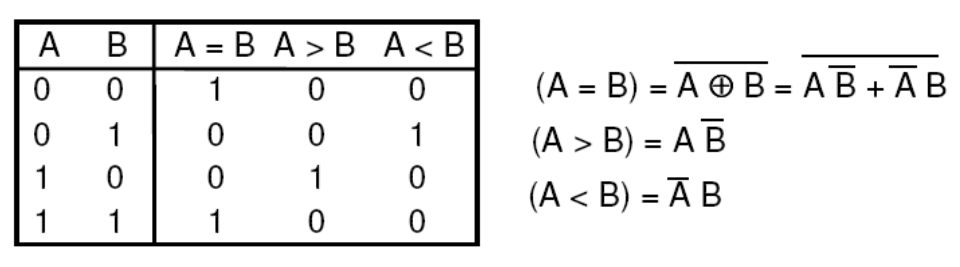 A B A = B A > B A < B
0 0 1 0 0
0 1 0 0 1
1 0 0 1 0
1 1 1 0 0
(A = B) = A̅ ̅⊕̅ ̅B̅ = A̅ ̅B̅ ̅+̅ ̅A̅ ̅B̅
(A > B) = A B̅
(A < B) = A̅ B